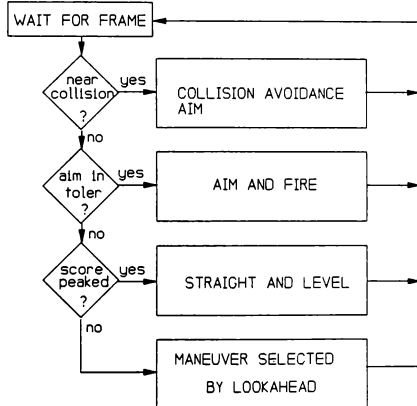 WAIT FOR FRAME
near
collision
?
yes
COLLISION AVOIDANCE
AIM
no
aim in
toler
?
yes
AIM AND FIRE
no
score
peaked
?
yes
STRAIGHT AND LEVEL
no
MANEUVER SELECTED
BY LOOKAHEAD